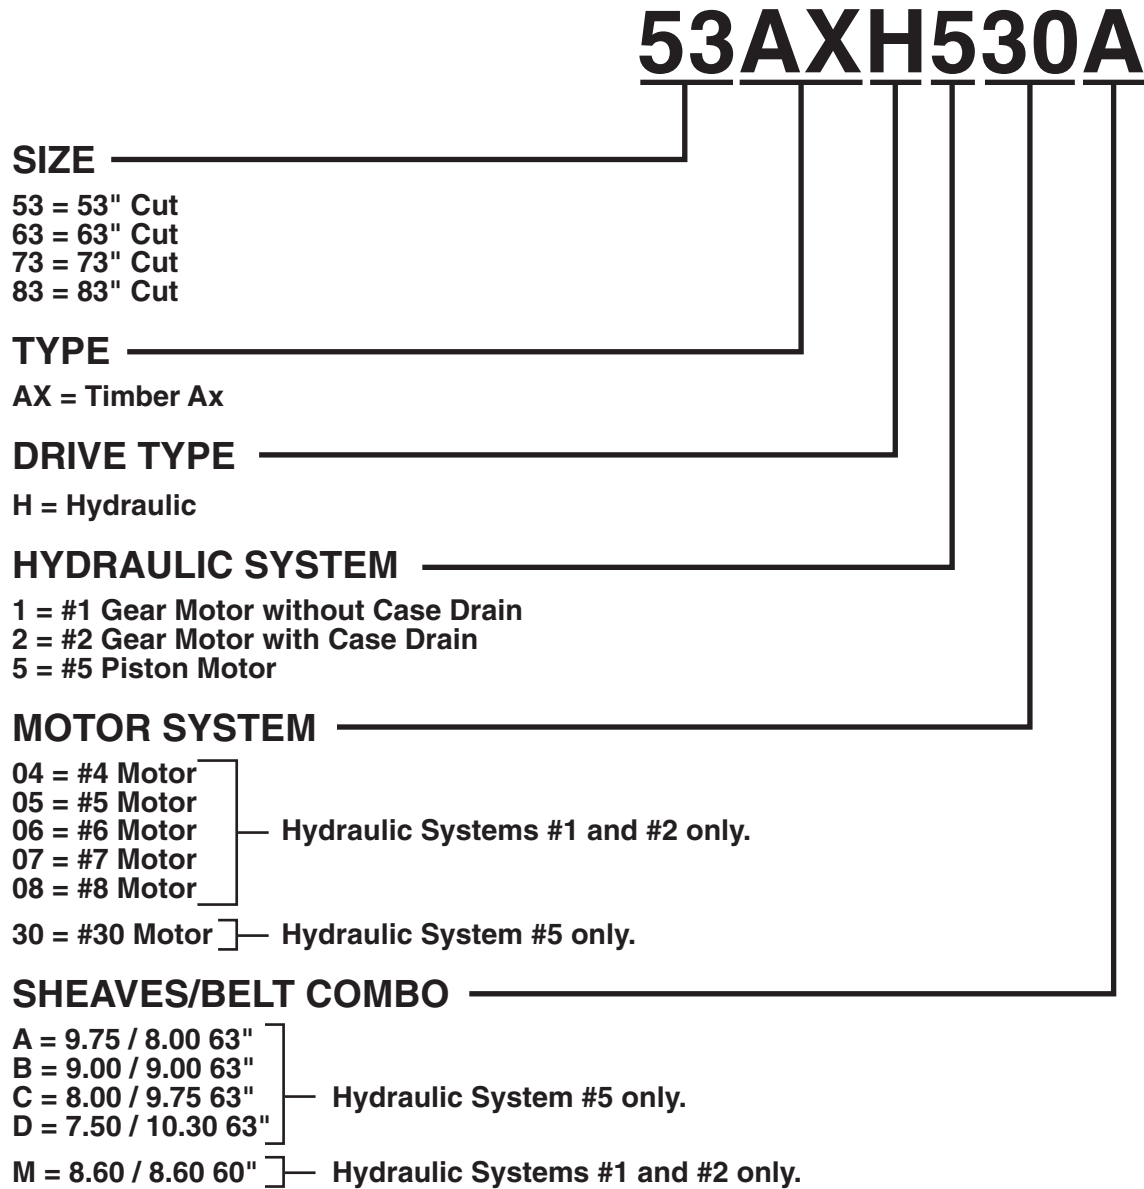 53AXH530A
SIZE
53 = 53" Cut
63 = 63" Cut
73 = 73" Cut
83 = 83" Cut
TYPE
AX = Timber Ax
DRIVE TYPE
H = Hydraulic
HYDRAULIC SYSTEM
1 = #1 Gear Motor without Case Drain
2 = #2 Gear Motor with Case Drain
5 = #5 Piston Motor
MOTOR SYSTEM
04 = #4 Motor
05 = #5 Motor
06 = #6 Motor
07 = #7 Motor
08 = #8 Motor
Hydraulic Systems #1 and #2 only.
30 = #30 Motor
Hydraulic System #5 only.
SHEAVES/BELT COMBO
A = 9.75 / 8.00 63"
B = 9.00 / 9.00 63"
C = 8.00 / 9.75 63"
D = 7.50 / 10.30 63"
Hydraulic System #5 only.
M = 8.60 / 8.60 60"
Hydraulic Systems #1 and #2 only.